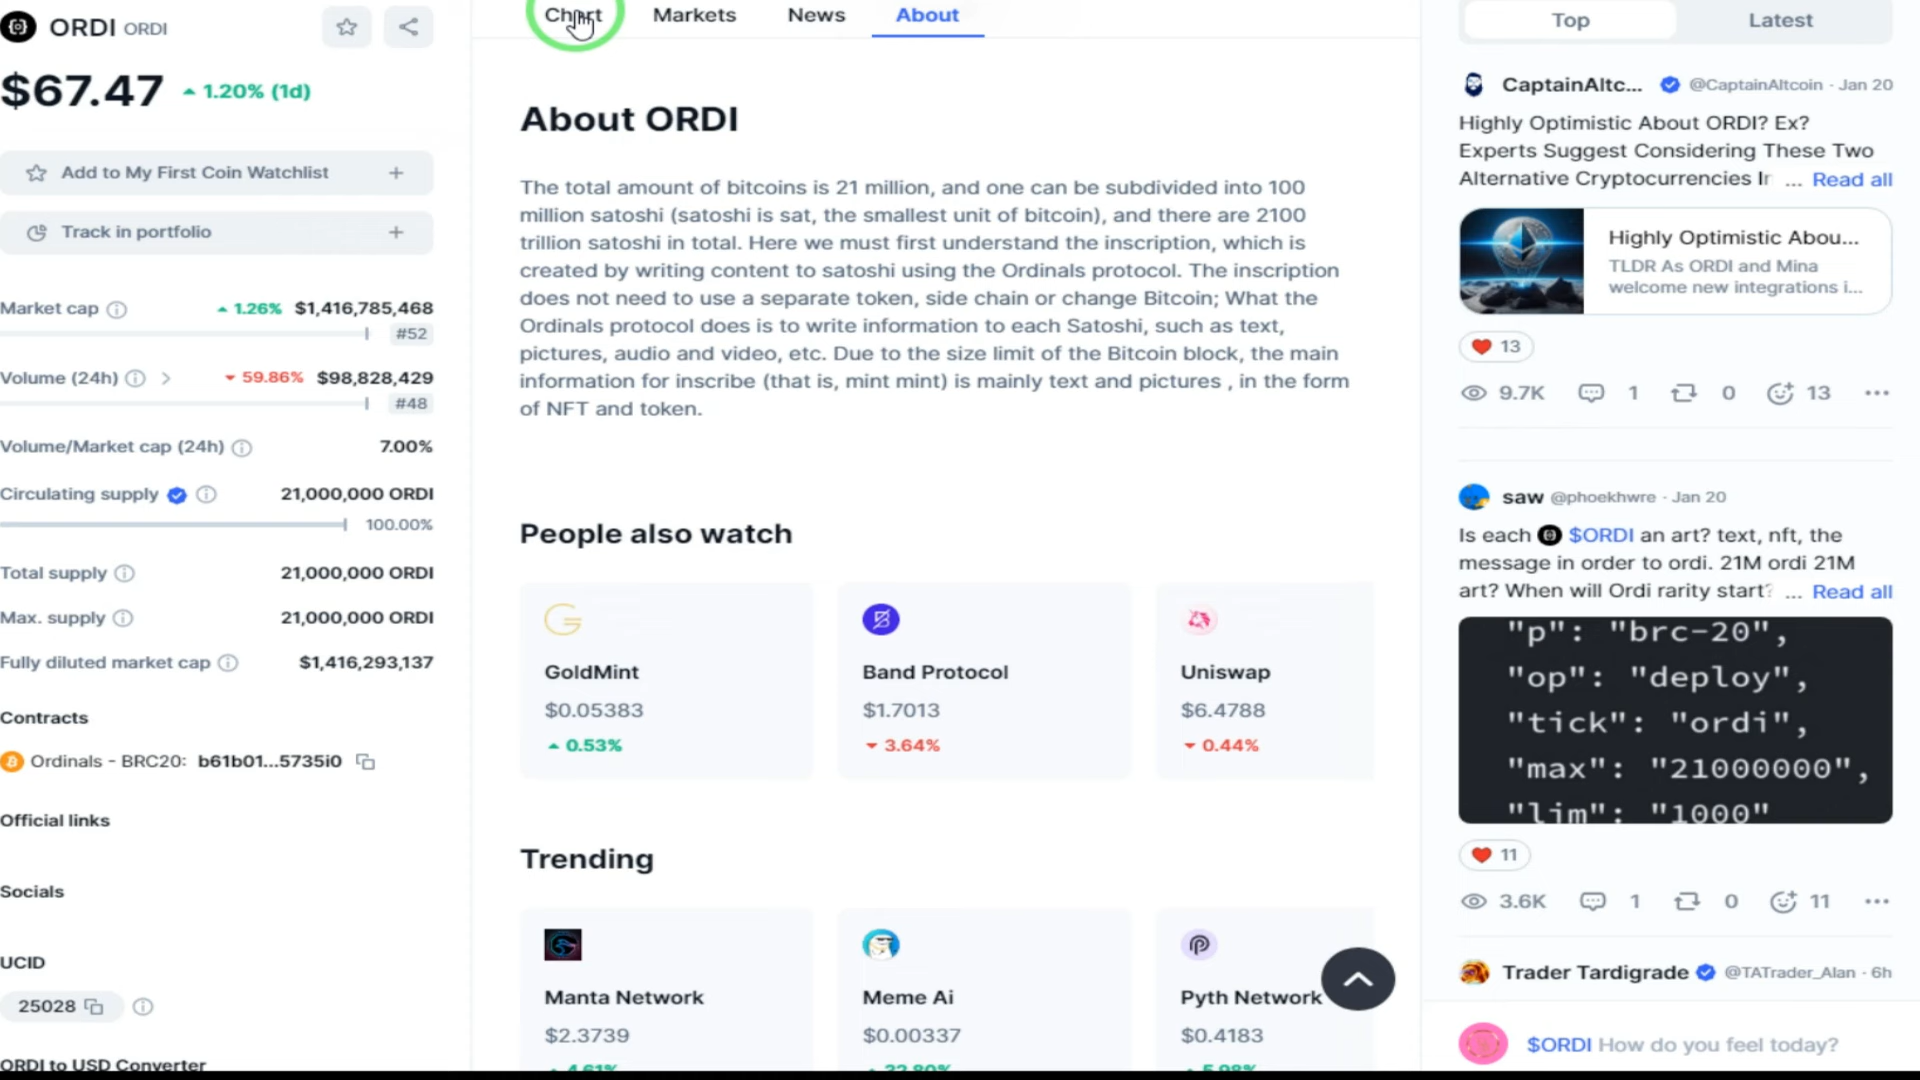 ORDI ORDI
$67.47 1.20% (1d)
Add to My First Coin Watchlist +
Track in portfolio +
Market cap 1.26% $1,416,785,468
#52
Volume (24h) 59.86% $98,828,429
#48
Volume/Market cap (24h) 7.00%
Circulating supply 21,000,000 ORDI
100.00%
Total supply 21,000,000 ORDI
Max. supply 21,000,000 ORDI
Fully diluted market cap $1,416,293,137
Contracts
Ordinals - BRC20: b61b01...5735i0
Official links
Socials
UCID
25028
ORDI to USD Converter
Chart Markets News About
About ORDI
The total amount of bitcoins is 21 million, and one can be subdivided into 100
million satoshi (satoshi is sat, the smallest unit of bitcoin), and there are 2100
trillion satoshi in total. Here we must first understand the inscription, which is
created by writing content to satoshi using the Ordinals protocol. The inscription
does not need to use a separate token, side chain or change Bitcoin; What the
Ordinals protocol does is to write information to each Satoshi, such as text,
pictures, audio and video, etc. Due to the size limit of the Bitcoin block, the main
information for inscribe (that is, mint mint) is mainly text and pictures , in the form
of NFT and token.
People also watch
GoldMint
$0.05383
0.53%
Band Protocol
$1.7013
3.64%
Uniswap
$6.4788
0.44%
Trending
Manta Network
$2.3739
4.61%
Meme Ai
$0.00337
32.80%
Pyth Network
$0.4183
5.98%
Top Latest
CaptainAltc... @CaptainAltcoin · Jan 20
Highly Optimistic About ORDI? Ex?
Experts Suggest Considering These Two
Alternative Cryptocurrencies Ir ... Read all
Highly Optimistic Abou...
TLDR As ORDI and Mina
welcome new integrations i...
13
9.7K 1 0 13
saw @phoekhwre · Jan 20
Is each $ORDI an art? text, nft, the
message in order to ordi. 21M ordi 21M
art? When will Ordi rarity start? ... Read all
"p": "brc-20",
"op": "deploy",
"tick": "ordi",
"max": "21000000",
"lim": "1000"
11
3.6K 1 0 11
Trader Tardigrade @TATrader_Alan · 6h
$ORDI How do you feel today?